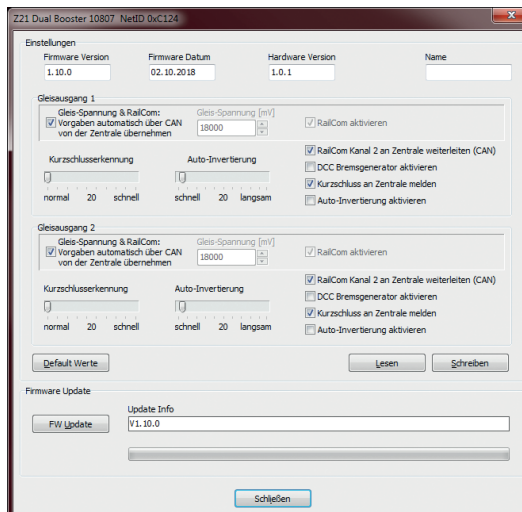 Z21 Dual Booster 10807 NetID 0xC124
Einstellungen
Firmware Version
Firmware Datum
Hardware Version
Name
1.10.0
02.10.2018
1.0.1
Gleisausgang 1
Gleis-Spannung & RailCom:
Vorgaben automatisch über CAN
von der Zentrale übernehmen
Gleis-Spannung [mV]
18000
RailCom aktivieren
Kurzschlusserkennung
Auto-Invertierung
normal 20 schnell
schnell 20 langsam
RailCom Kanal 2 an Zentrale weiterleiten (CAN)
DCC Bremsgenerator aktivieren
Kurzschluss an Zentrale melden
Auto-Invertierung aktivieren
Gleisausgang 2
Gleis-Spannung & RailCom:
Vorgaben automatisch über CAN
von der Zentrale übernehmen
Gleis-Spannung [mV]
18000
RailCom aktivieren
Kurzschlusserkennung
Auto-Invertierung
normal 20 schnell
schnell 20 langsam
RailCom Kanal 2 an Zentrale weiterleiten (CAN)
DCC Bremsgenerator aktivieren
Kurzschluss an Zentrale melden
Auto-Invertierung aktivieren
Default Werte
Lesen
Schreiben
Firmware Update
Update Info
FW Update
V1.10.0
Schließen